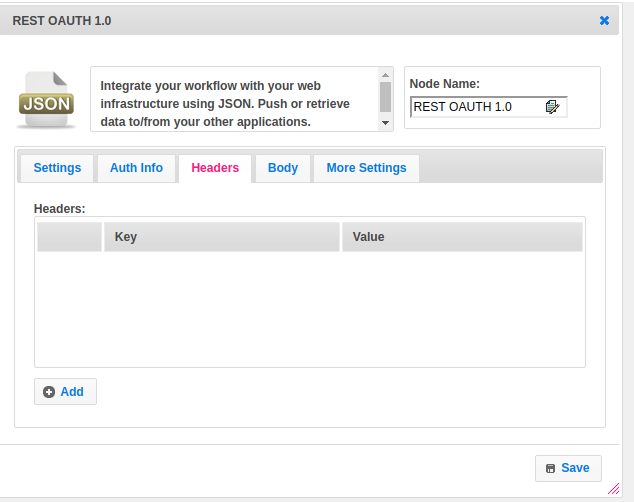 REST OAUTH 1.0
JSON
Integrate your workflow with your web
infrastructure using JSON. Push or retrieve
data to/from your other applications.
Node Name:
REST OAUTH 1.0
Settings Auth Info Headers Body More Settings
Headers:
Key Value
Add
Save